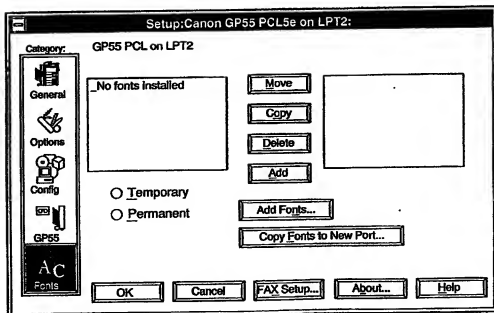 Setup:Canon GP55 PCL5e on LPT2:
Category:
GP55 PCL on LPT2
General
Options
Config
GP55
AC
Fonts
_No fonts installed
Move
Copy
Delete
Add
Temporary
Permanent
Add Fonts...
Copy Fonts to New Port...
OK
Cancel
FAX Setup...
About...
Help